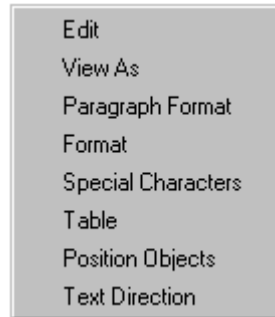 Edit
View As
Paragraph Format
Format
Special Characters
Table
Position Objects
Text Direction